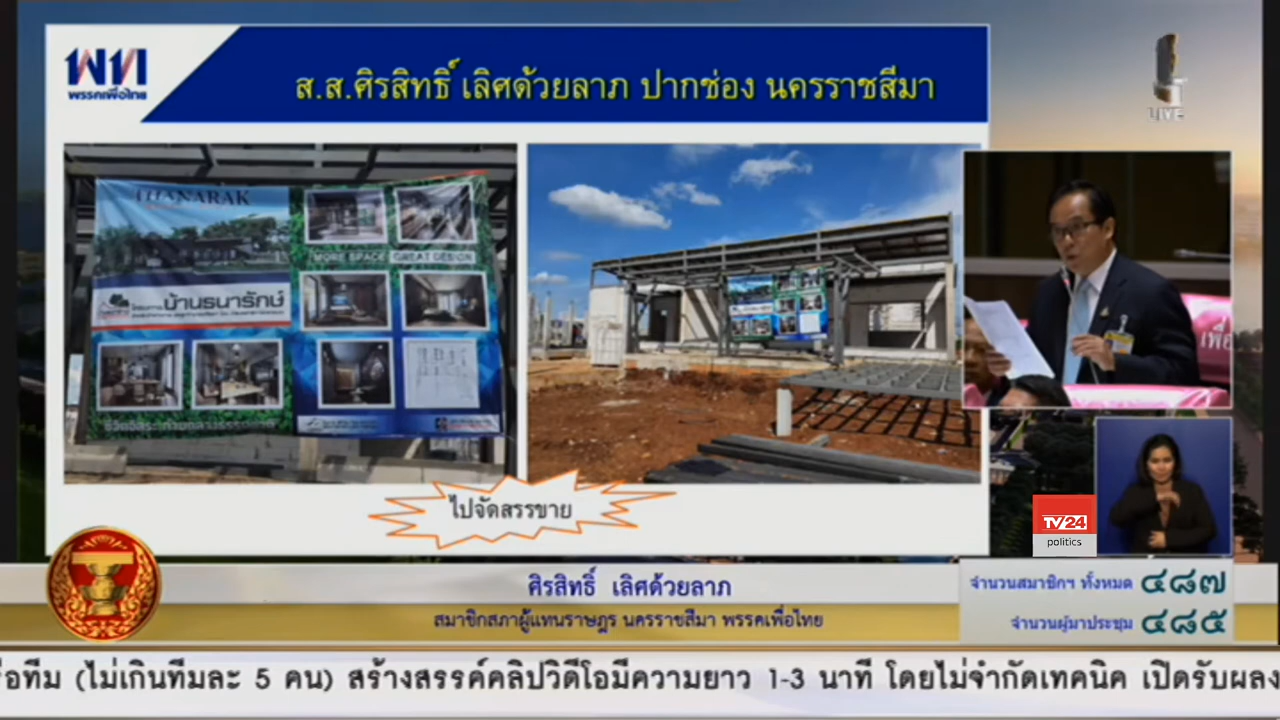 พท
พรรคเพื่อไทย
ส.ส.ศิรสิทธิ์ เลิศด้วยลาภ ปากช่อง นครราชสีมา
LIVE
THANARAK
MORE SPACE GREAT DESIGN
บ้านธนารักษ์
เพื่อ
ไปจัดสรรขาย
TV24
politics
ศิรสิทธิ์ เลิศด้วยลาภ
สมาชิกสภาผู้แทนราษฎร นครราชสีมา พรรคเพื่อไทย
จำนวนสมาชิกฯ ทั้งหมด ๔๘๗
จำนวนผู้มาประชุม ๔๘๕
รือทีม (ไม่เกินทีมละ 5 คน) สร้างสรรค์คลิปวิดีโอมีความยาว 1-3 นาที โดยไม่จำกัดเทคนิค เปิดรับผลง